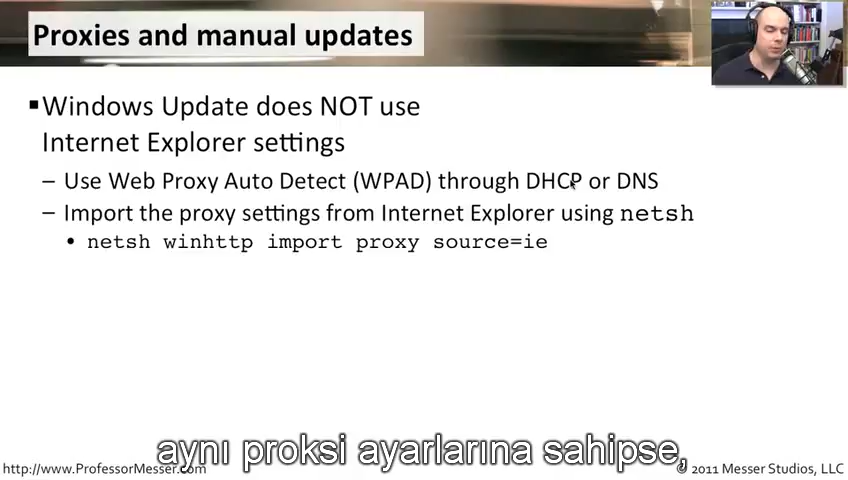 Proxies and manual updates
▪Windows Update does NOT use
Internet Explorer settings
– Use Web Proxy Auto Detect (WPAD) through DHCP or DNS
– Import the proxy settings from Internet Explorer using netsh
• netsh winhttp import proxy source=ie
aynı proksi ayarlarına sahipse,
http://www.ProfessorMesser.com
© 2011 Messer Studios, LLC